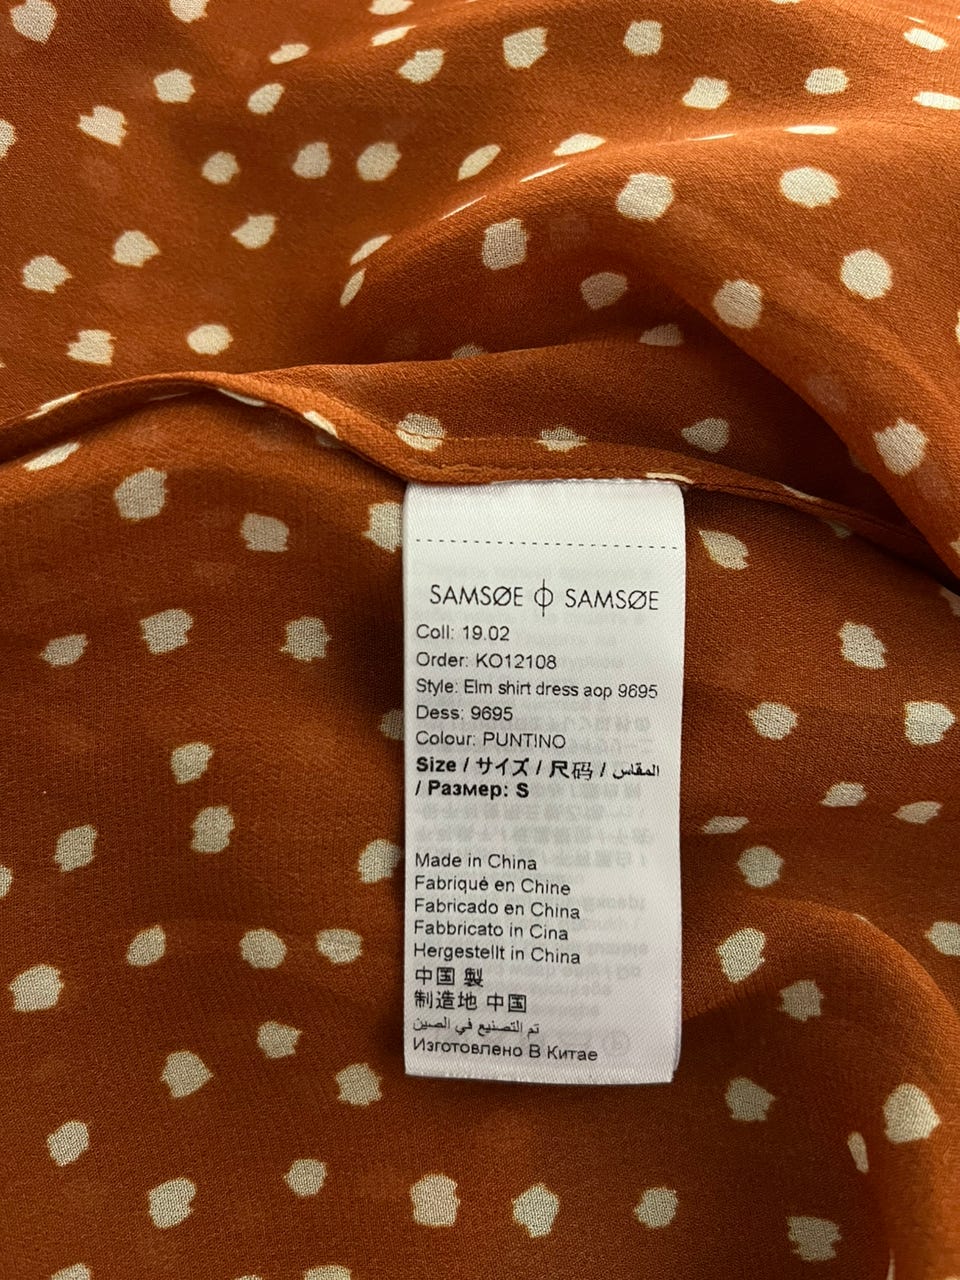 SAMSØE ɸ SAMSØE
Coll: 19.02
Order: KO12108
Style: Elm shirt dress aop 9695
Dess: 9695
Colour: PUNTINO
Size / サイズ / 尺码 / المقاس
/ Размер: S
Made in China
Fabriqué en Chine
Fabricado en China
Fabbricato in Cina
Hergestellt in China
中国 製
制造地 中国
تم التصنيع في الصين
Изготовлено В Китае